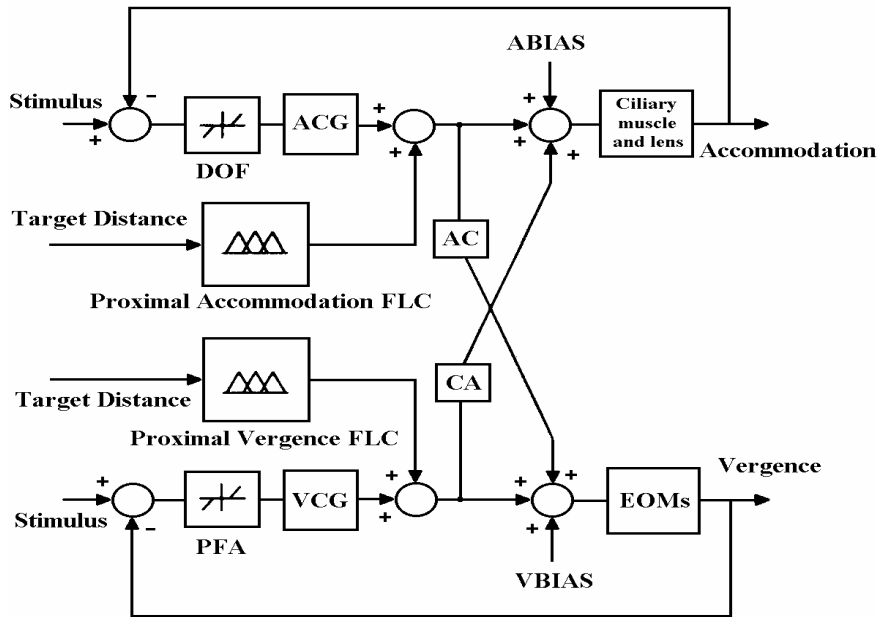 ABIAS
Stimulus
−
+
DOF
ACG
+
+
+
+
+
Ciliary
muscle
and lens
Accommodation
Target Distance
AC
Proximal Accommodation FLC
CA
Target Distance
Proximal Vergence FLC
Vergence
+
Stimulus
−
PFA
VCG
+
+
+
+
+
EOMs
VBIAS